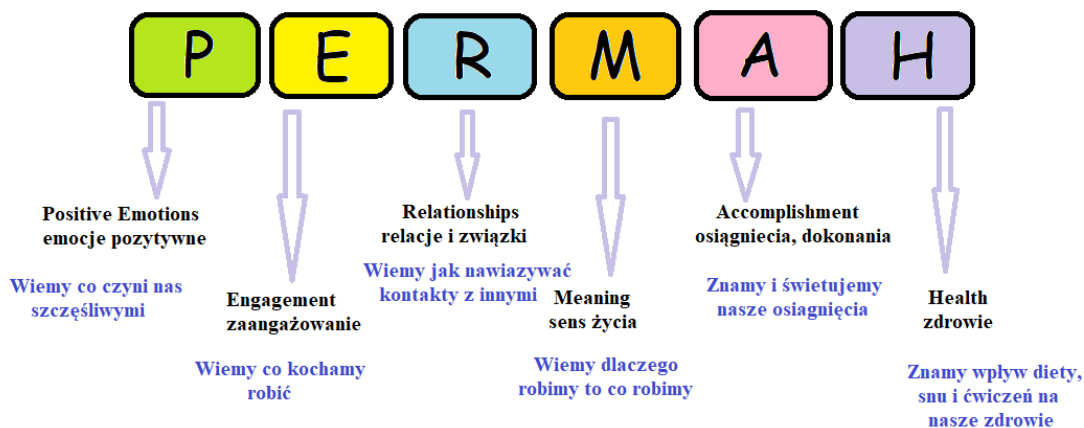 P E R M A H
Positive Emotions
emocje pozytywne
Wiemy co czyni nas
szczęśliwymi
Engagement
zaangażowanie
Wiemy co kochamy
robić
Relationships
relacje i związki
Wiemy jak nawiazywać
kontakty z innymi
Meaning
sens życia
Wiemy dlaczego
robimy to co robimy
Accomplishment
osiągniecia, dokonania
Znamy i świetujemy
nasze osiagnięcia
Health
zdrowie
Znamy wpływ diety,
snu i ćwiczeń na
nasze zdrowie